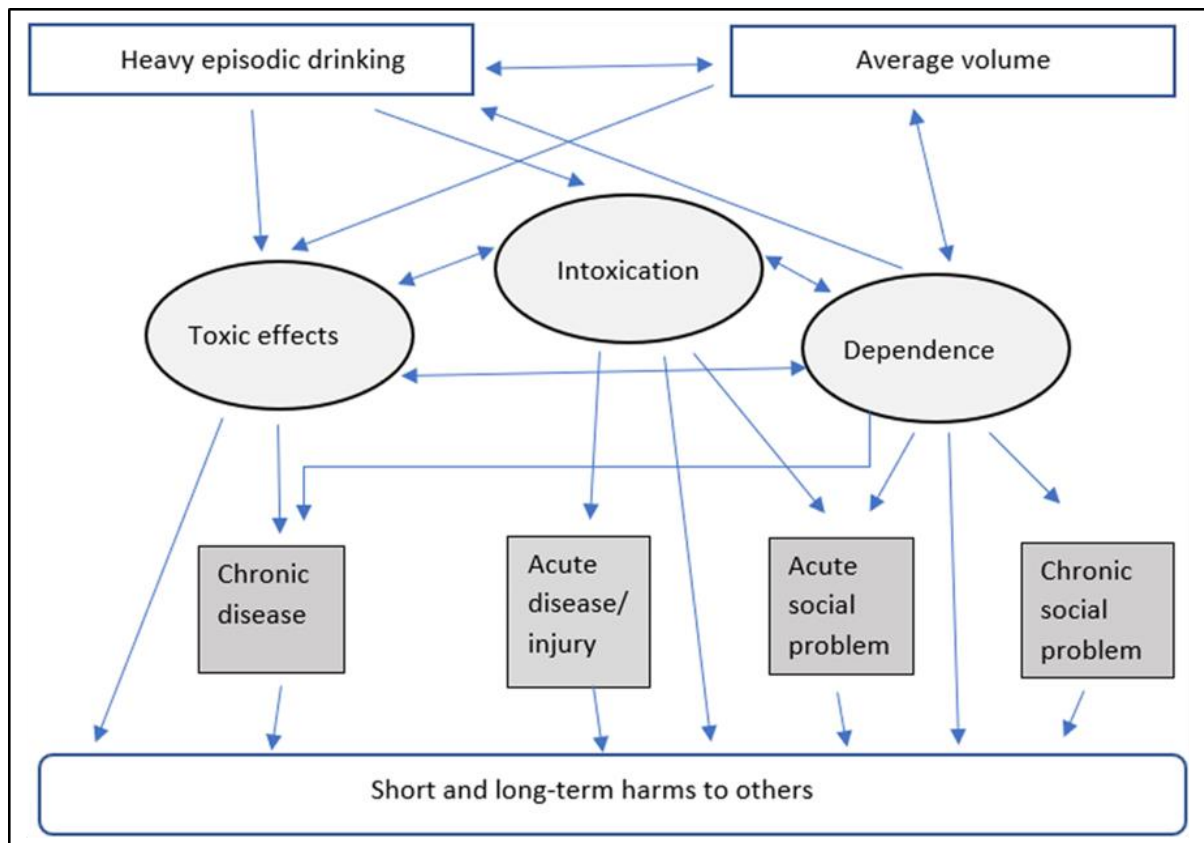 Heavy episodic drinking
Average volume
Intoxication
Toxic effects
Dependence
Chronic
disease
Acute
disease/
injury
Acute
social
problem
Chronic
social
problem
Short and long-term harms to others